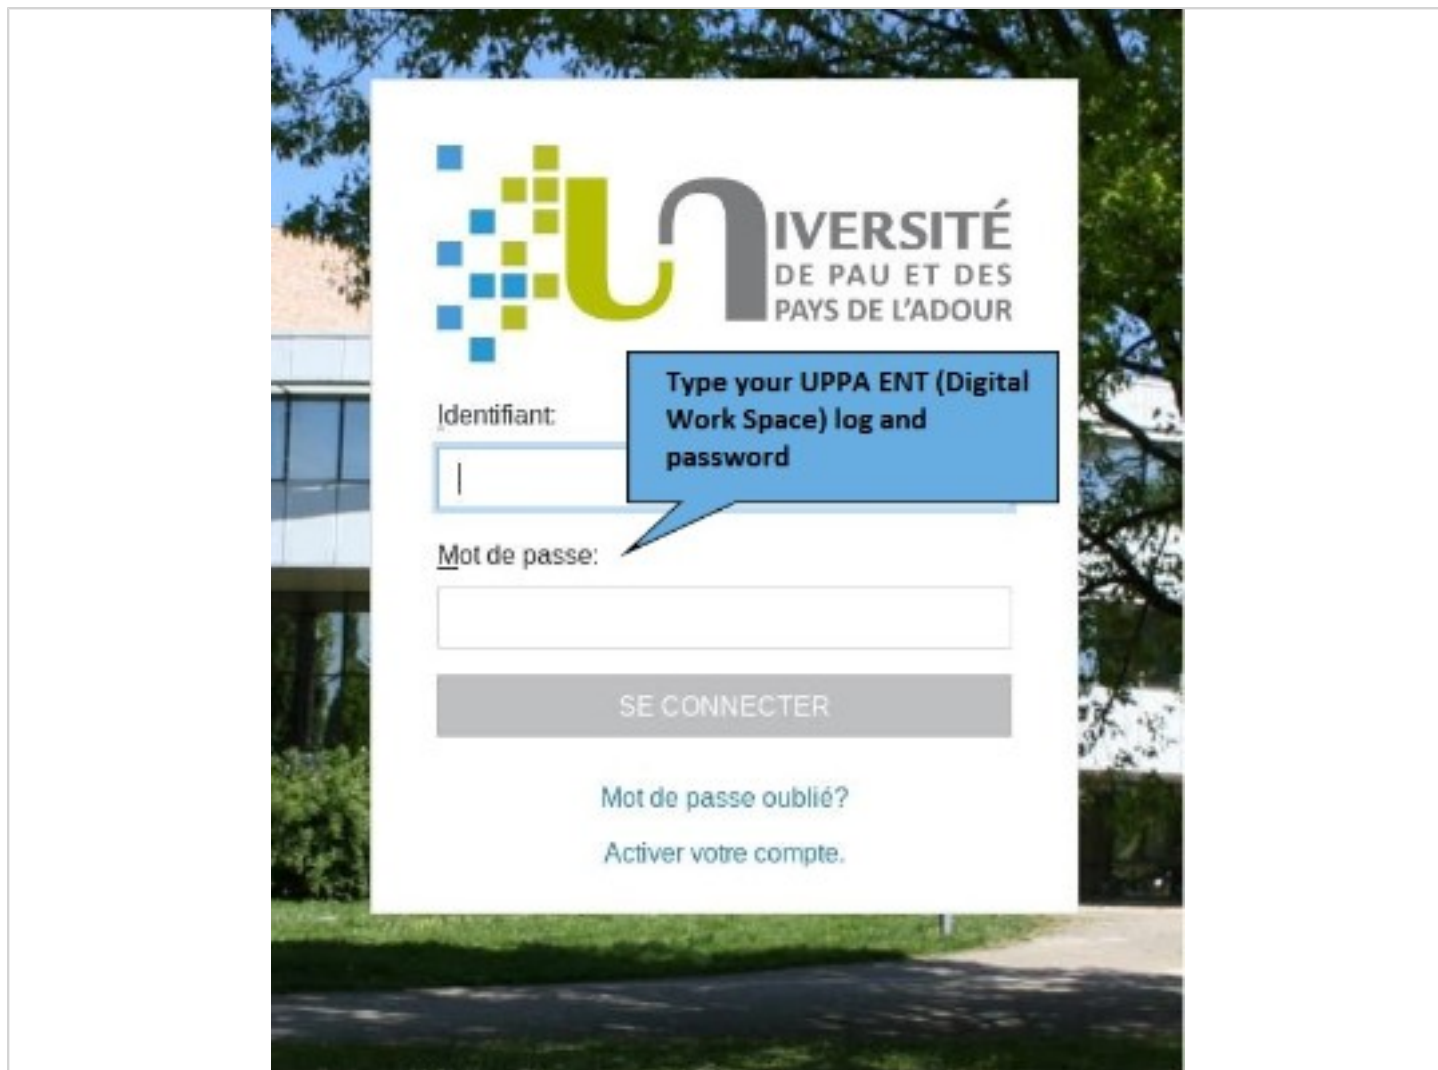 UNIVERSITÉ
DE PAU ET DES
PAYS DE L'ADOUR
Type your UPPA ENT (Digital
Work Space) log and
password
Identifiant:
Mot de passe:
SE CONNECTER
Mot de passe oublié?
Activer votre compte.